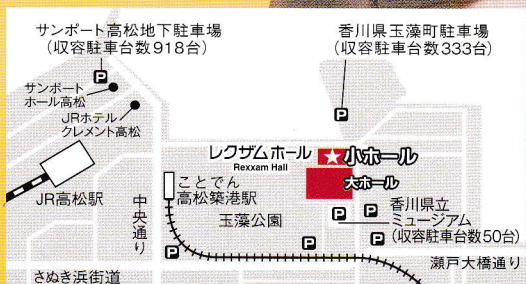 サンポート高松地下駐車場
(収容駐車台数918台)
香川県玉藻町駐車場
(収容駐車台数333台)
P
サンポート
ホール高松
JRホテル
クレメント高松
P
レクザムホール
Rexxam Hall
★小ホール
大ホール
JR高松駅
中央通り
ことでん
高松築港駅
玉藻公園
P
P
香川県立
ミュージアム
(収容駐車台数50台)
P
P
P
瀬戸大橋通り
さぬき浜街道